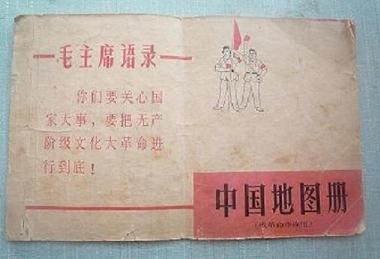 毛主席语录
你们要关心国
家大事，要把无产
阶级文化大革命进
行到底！
中国地图册